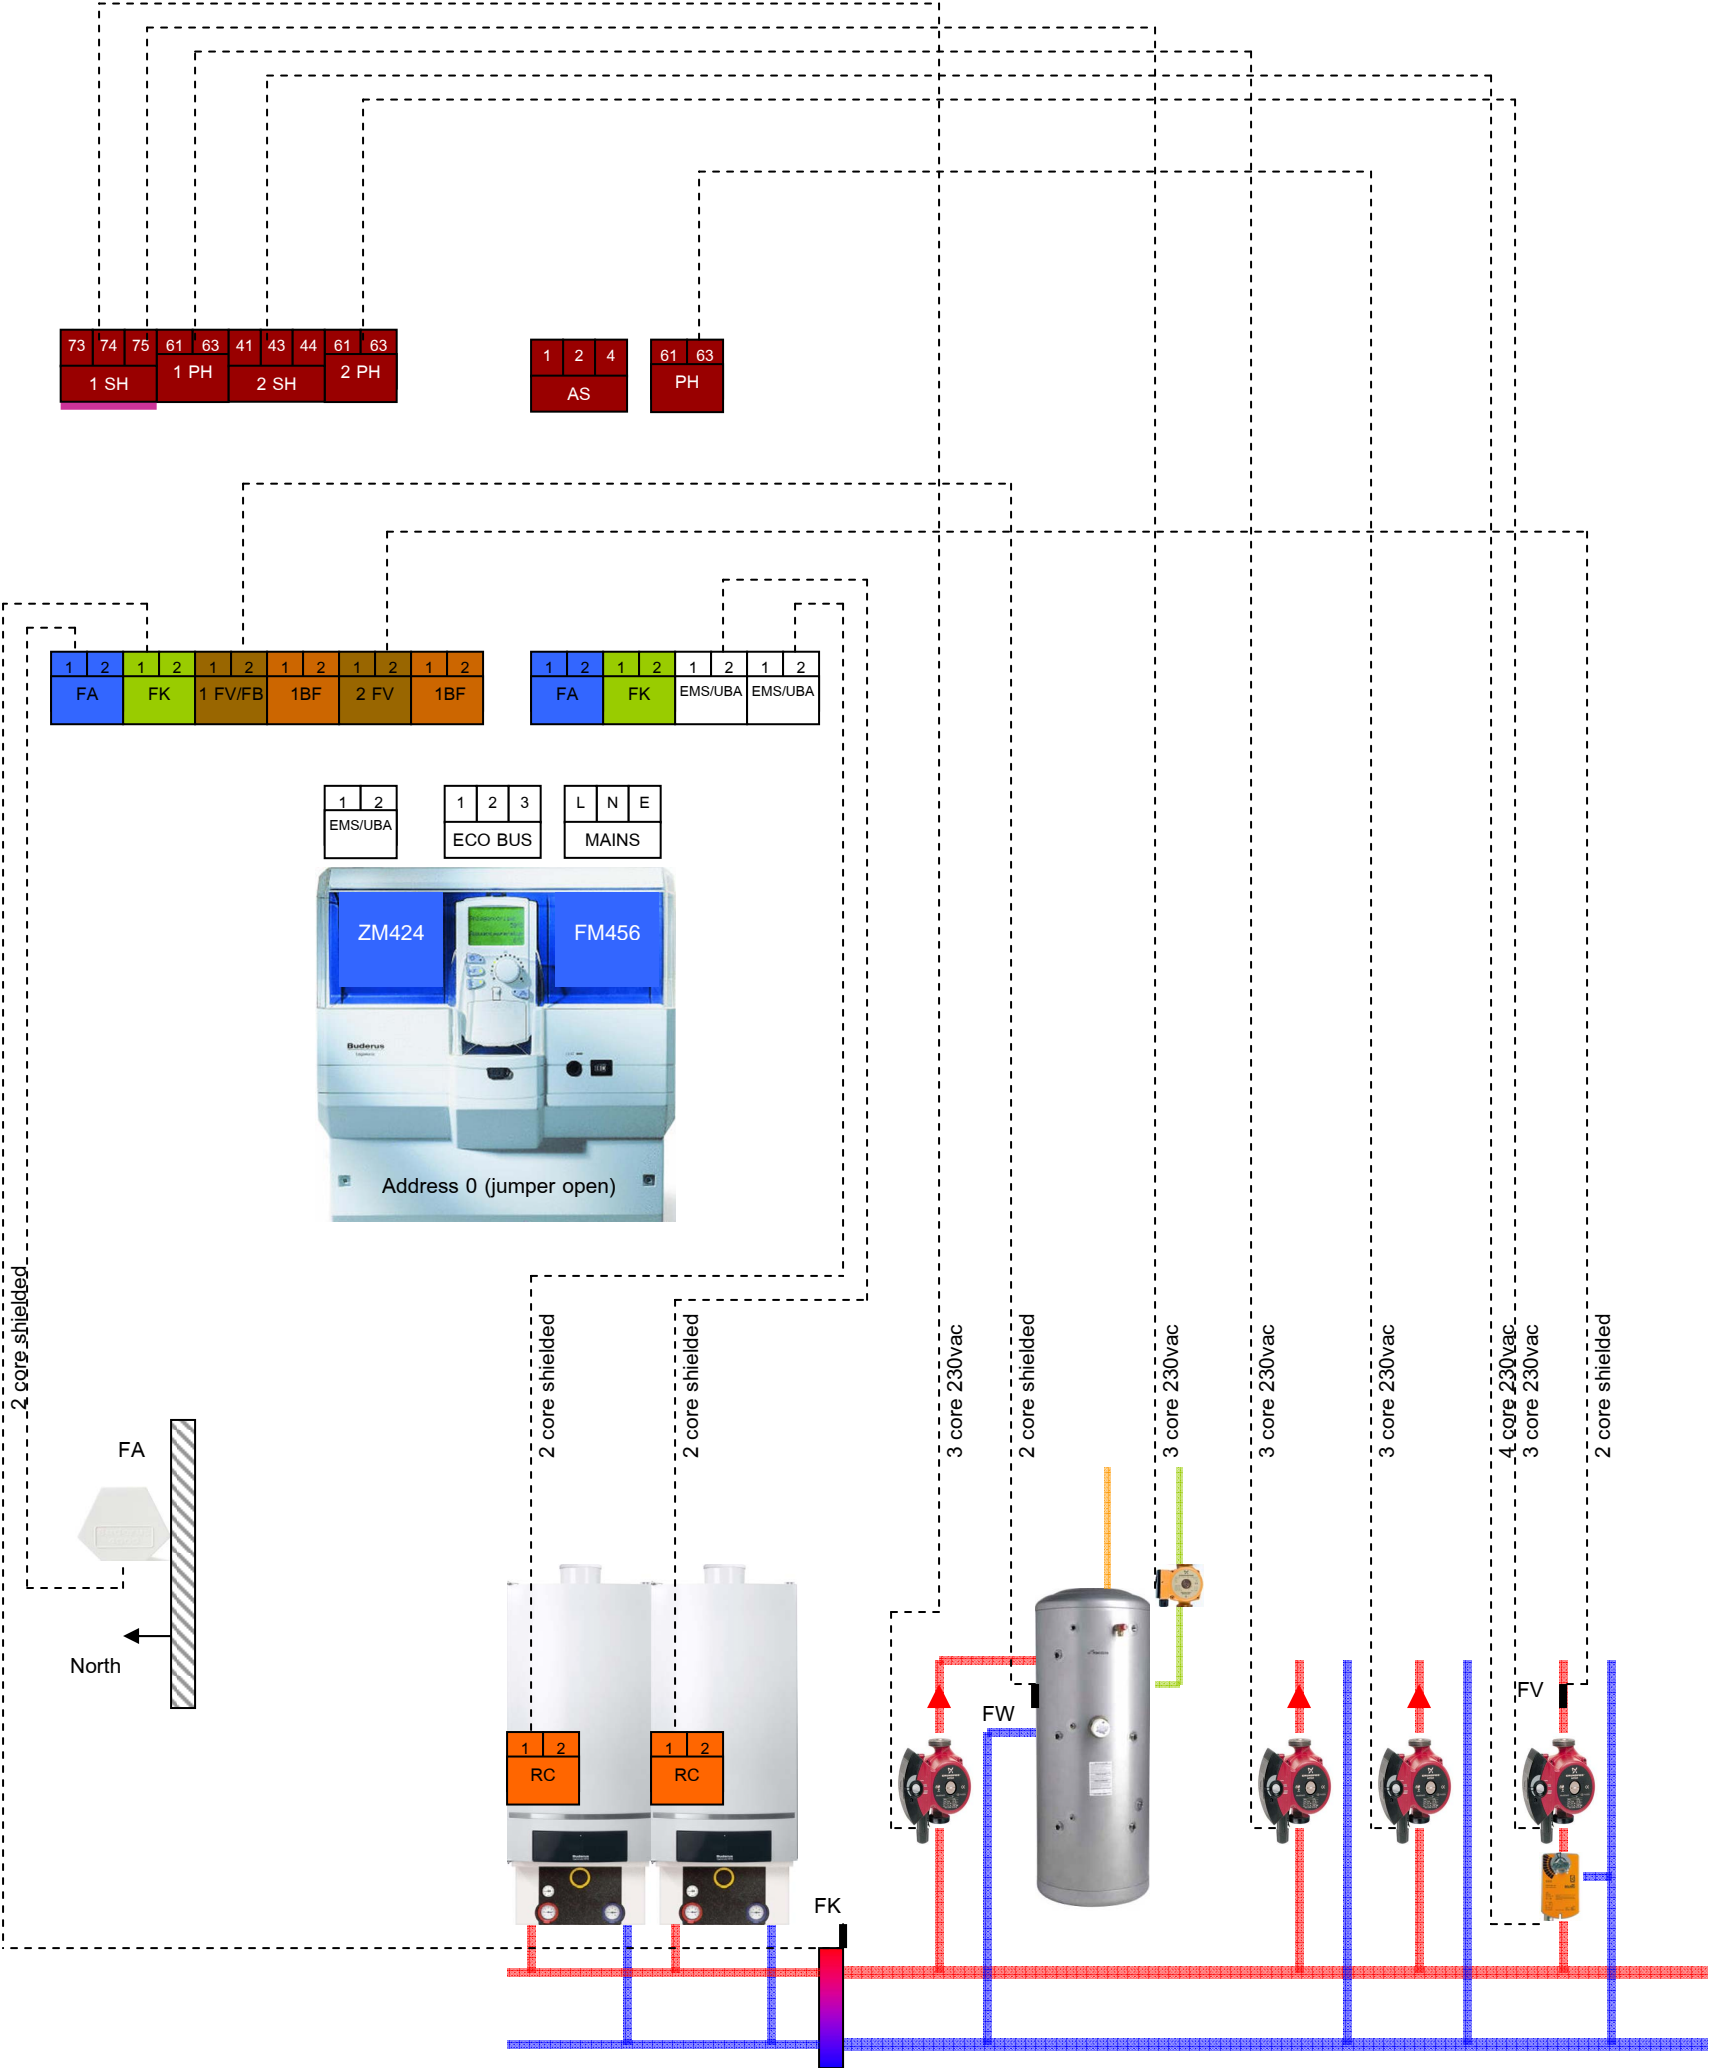 73 74 75 61 63 41 43 44 61 63
1 SH 1 PH 2 SH 2 PH
1 2 4 61 63
AS PH
1 2 1 2 1 2 1 2 1 2 1 2
FA FK 1 FV/FB 1BF 2 FV 1BF
1 2 1 2 1 2 1 2
FA FK EMS/UBA EMS/UBA
1 2 1 2 3 L N E
EMS/UBA ECO BUS MAINS
ZM424 FM456
Buderus
Address 0 (jumper open)
2 core shielded
2 core shielded
2 core shielded
3 core 230vac
2 core shielded
3 core 230vac
3 core 230vac
3 core 230vac
4 core 230vac
3 core 230vac
2 core shielded
FA
North
FW
FV
1 2 1 2
RC RC
Buderus Buderus
FK